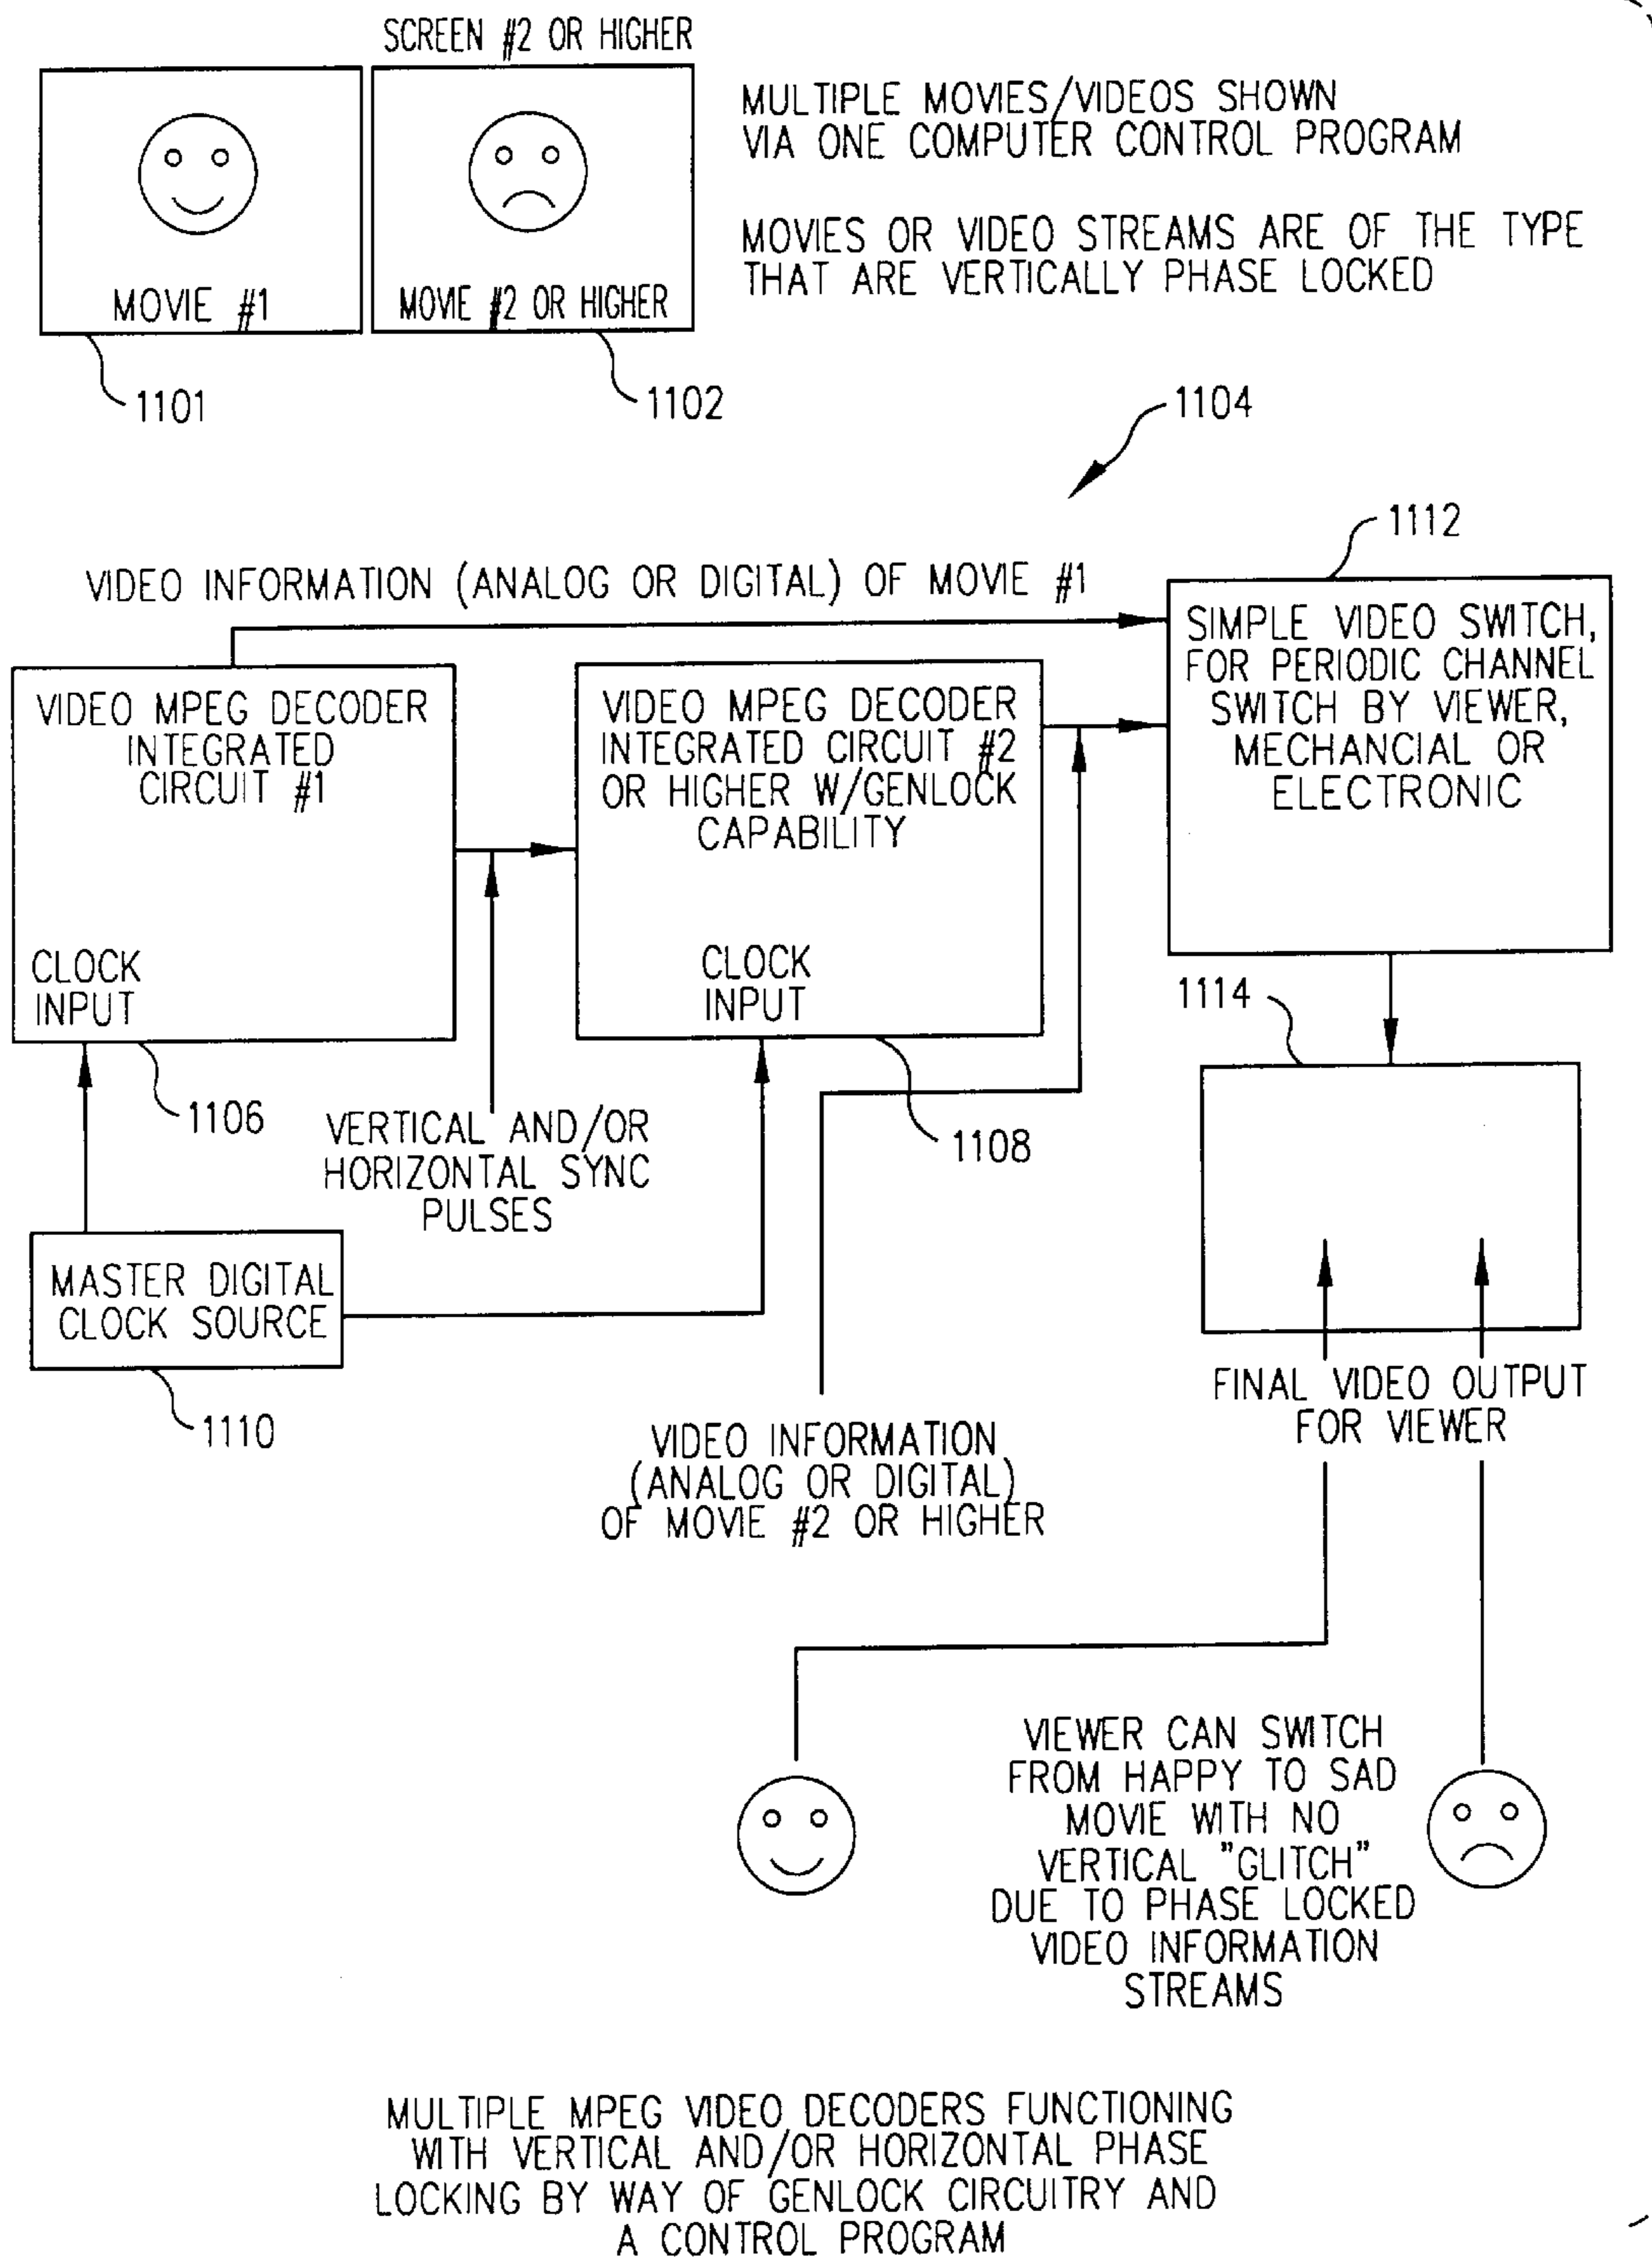 SCREEN #2 OR HIGHER
MOVIE #1
MOVIE #2 OR HIGHER
1101
1102
MULTIPLE MOVIES/VIDEOS SHOWN
VIA ONE COMPUTER CONTROL PROGRAM
MOVIES OR VIDEO STREAMS ARE OF THE TYPE
THAT ARE VERTICALLY PHASE LOCKED
1104
1112
VIDEO INFORMATION (ANALOG OR DIGITAL) OF MOVIE #1
VIDEO MPEG DECODER
INTEGRATED
CIRCUIT #1
CLOCK
INPUT
1106
VIDEO MPEG DECODER
INTEGRATED CIRCUIT #2
OR HIGHER W/GENLOCK
CAPABILITY
CLOCK
INPUT
1108
SIMPLE VIDEO SWITCH,
FOR PERIODIC CHANNEL
SWITCH BY VIEWER,
MECHANCIAL OR
ELECTRONIC
1114
VERTICAL AND/OR
HORIZONTAL SYNC
PULSES
MASTER DIGITAL
CLOCK SOURCE
1110
VIDEO INFORMATION
(ANALOG OR DIGITAL)
OF MOVIE #2 OR HIGHER
FINAL VIDEO OUTPUT
FOR VIEWER
VIEWER CAN SWITCH
FROM HAPPY TO SAD
MOVIE WITH NO
VERTICAL "GLITCH"
DUE TO PHASE LOCKED
VIDEO INFORMATION
STREAMS
MULTIPLE MPEG VIDEO DECODERS FUNCTIONING
WITH VERTICAL AND/OR HORIZONTAL PHASE
LOCKING BY WAY OF GENLOCK CIRCUITRY AND
A CONTROL PROGRAM